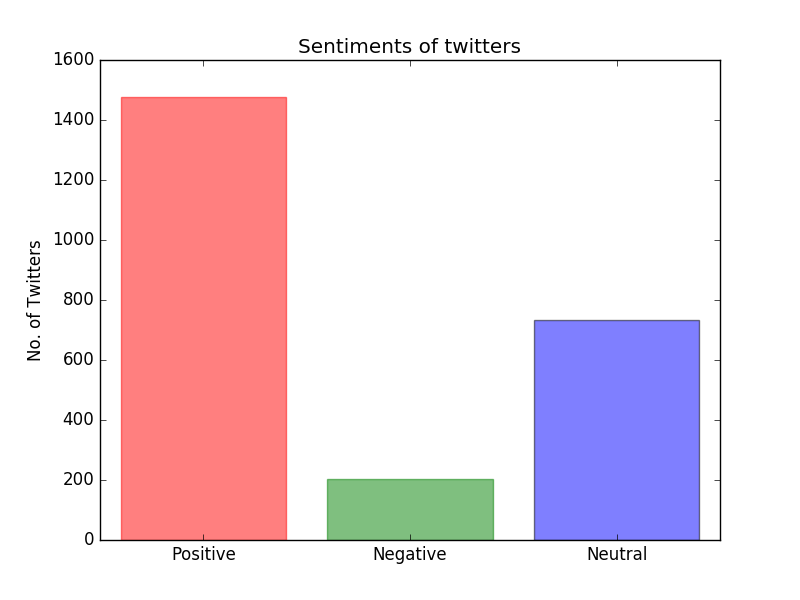 Sentiments of twitters
1600
1400
1200
1000
800
600
400
200
0
No. of Twitters
Positive
Negative
Neutral